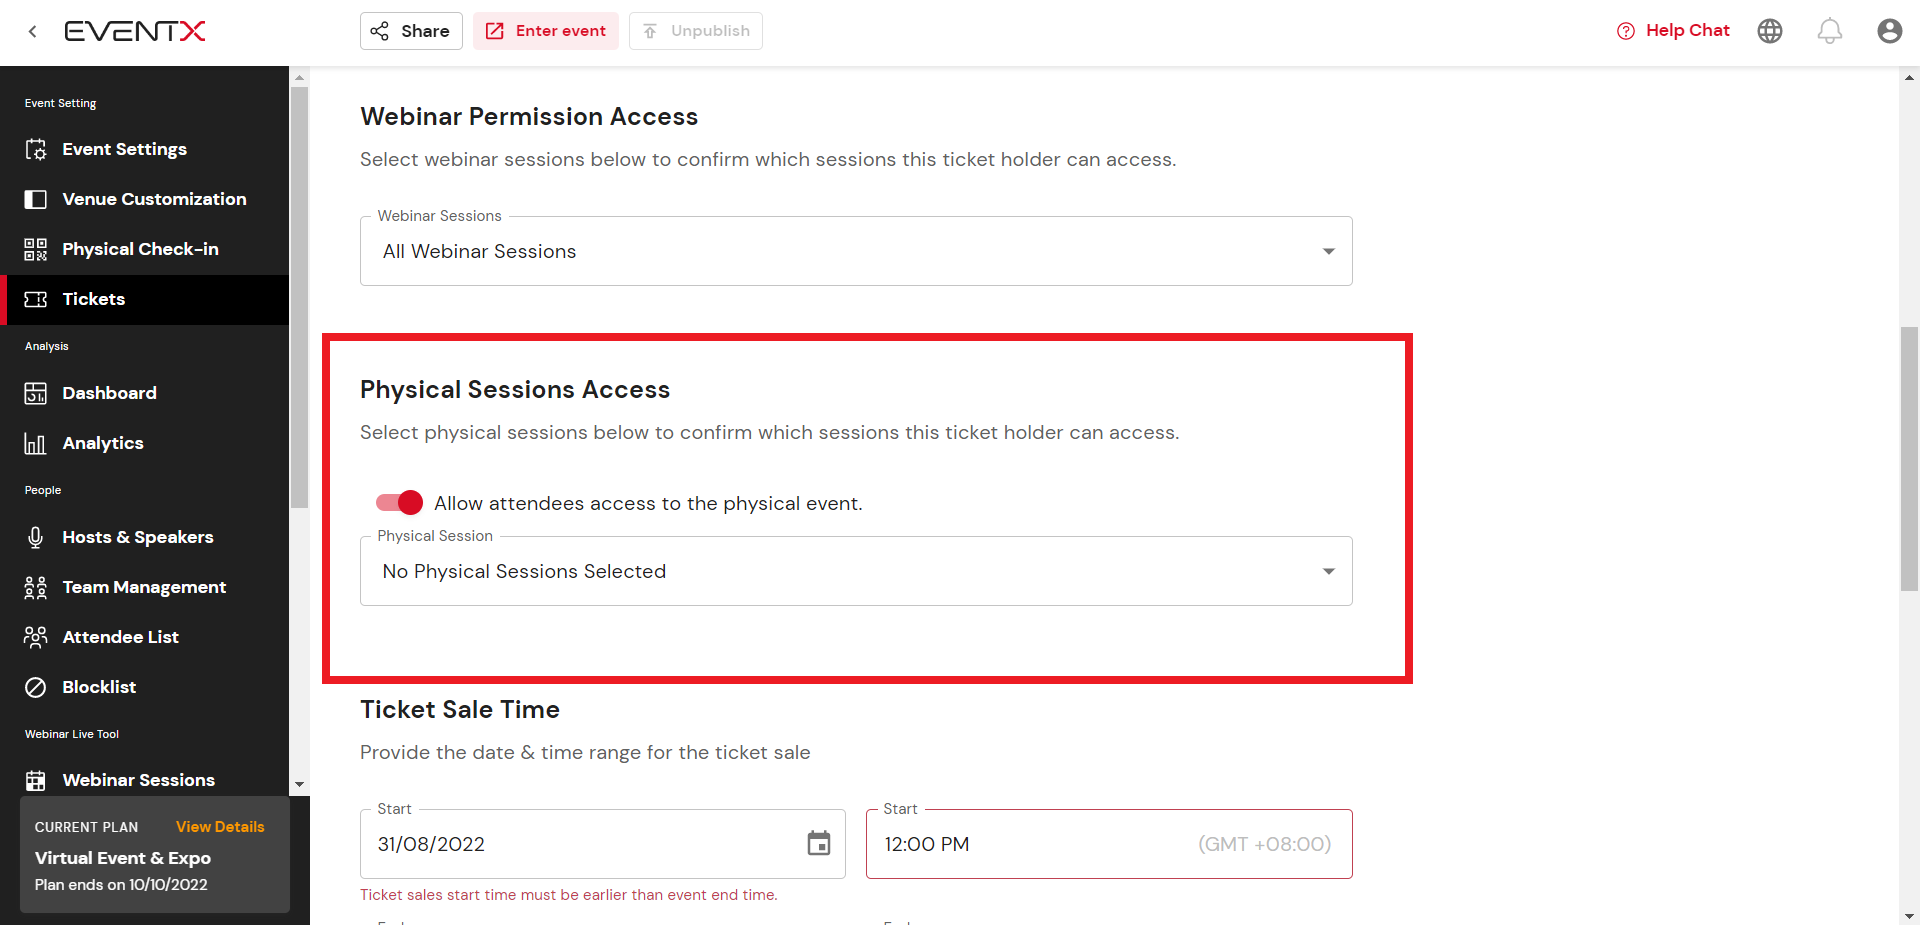 EVENTX
Share
Enter event
Unpublish
Help Chat
Event Setting
Event Settings
Venue Customization
Physical Check-in
Tickets
Analysis
Dashboard
Analytics
People
Hosts & Speakers
Team Management
Attendee List
Blocklist
Webinar Live Tool
Webinar Sessions
CURRENT PLAN View Details
Virtual Event & Expo
Plan ends on 10/10/2022
Webinar Permission Access
Select webinar sessions below to confirm which sessions this ticket holder can access.
Webinar Sessions
All Webinar Sessions
Physical Sessions Access
Select physical sessions below to confirm which sessions this ticket holder can access.
Allow attendees access to the physical event.
Physical Session
No Physical Sessions Selected
Ticket Sale Time
Provide the date & time range for the ticket sale
Start
31/08/2022
Start
12:00 PM (GMT +08:00)
Ticket sales start time must be earlier than event end time.